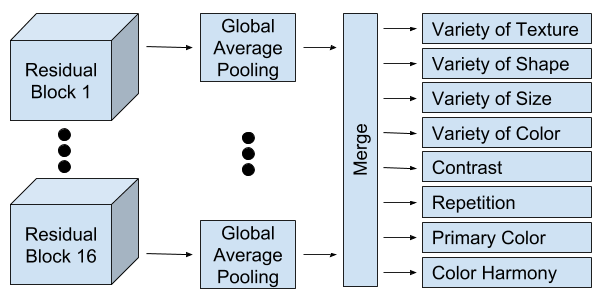 Residual
Block 1
Global
Average
Pooling
Residual
Block 16
Global
Average
Pooling
Merge
Variety of Texture
Variety of Shape
Variety of Size
Variety of Color
Contrast
Repetition
Primary Color
Color Harmony